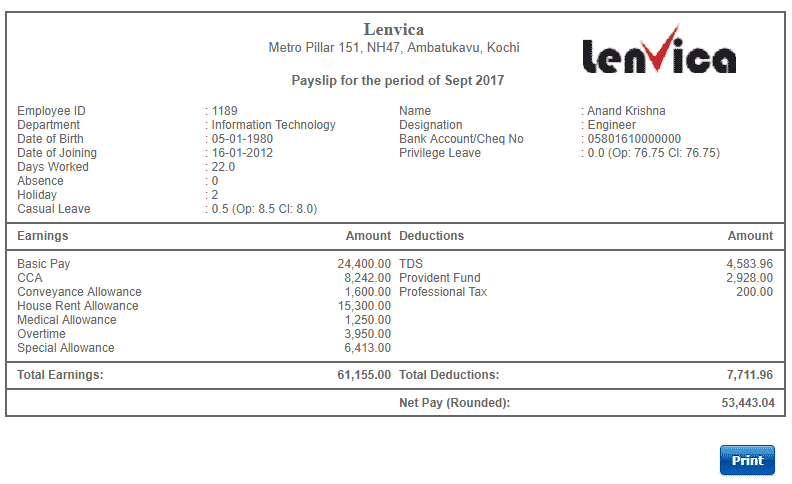 Lenvica
Metro Pillar 151, NH47, Ambatukavu, Kochi
Lenvica
Payslip for the period of Sept 2017
Employee ID : 1189 Name : Anand Krishna
Department : Information Technology Designation : Engineer
Date of Birth : 05-01-1980 Bank Account/Cheq No : 05801610000000
Date of Joining : 16-01-2012 Privilege Leave : 0.0 (Op: 76.75 Cl: 76.75)
Days Worked : 22.0
Absence : 0
Holiday : 2
Casual Leave : 0.5 (Op: 8.5 Cl: 8.0)
Earnings Amount Deductions Amount
Basic Pay 24,400.00 TDS 4,583.96
CCA 8,242.00 Provident Fund 2,928.00
Conveyance Allowance 1,600.00 Professional Tax 200.00
House Rent Allowance 15,300.00
Medical Allowance 1,250.00
Overtime 3,950.00
Special Allowance 6,413.00
Total Earnings: 61,155.00 Total Deductions: 7,711.96
Net Pay (Rounded): 53,443.04
Print